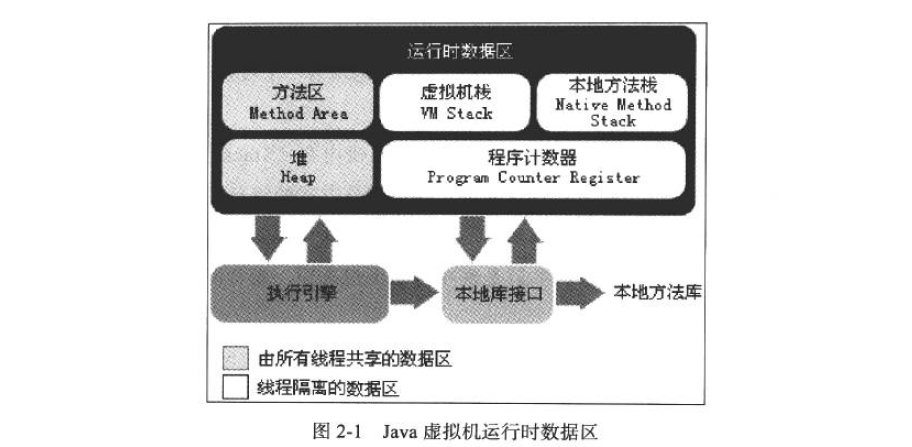 运行时数据区
方法区
Method Area
虚拟机栈
VM Stack
本地方法栈
Native Method
Stack
堆
Heap
程序计数器
Program Counter Register
执行引擎
本地库接口
本地方法库
由所有线程共享的数据区
线程隔离的数据区
图 2-1 Java 虚拟机运行时数据区